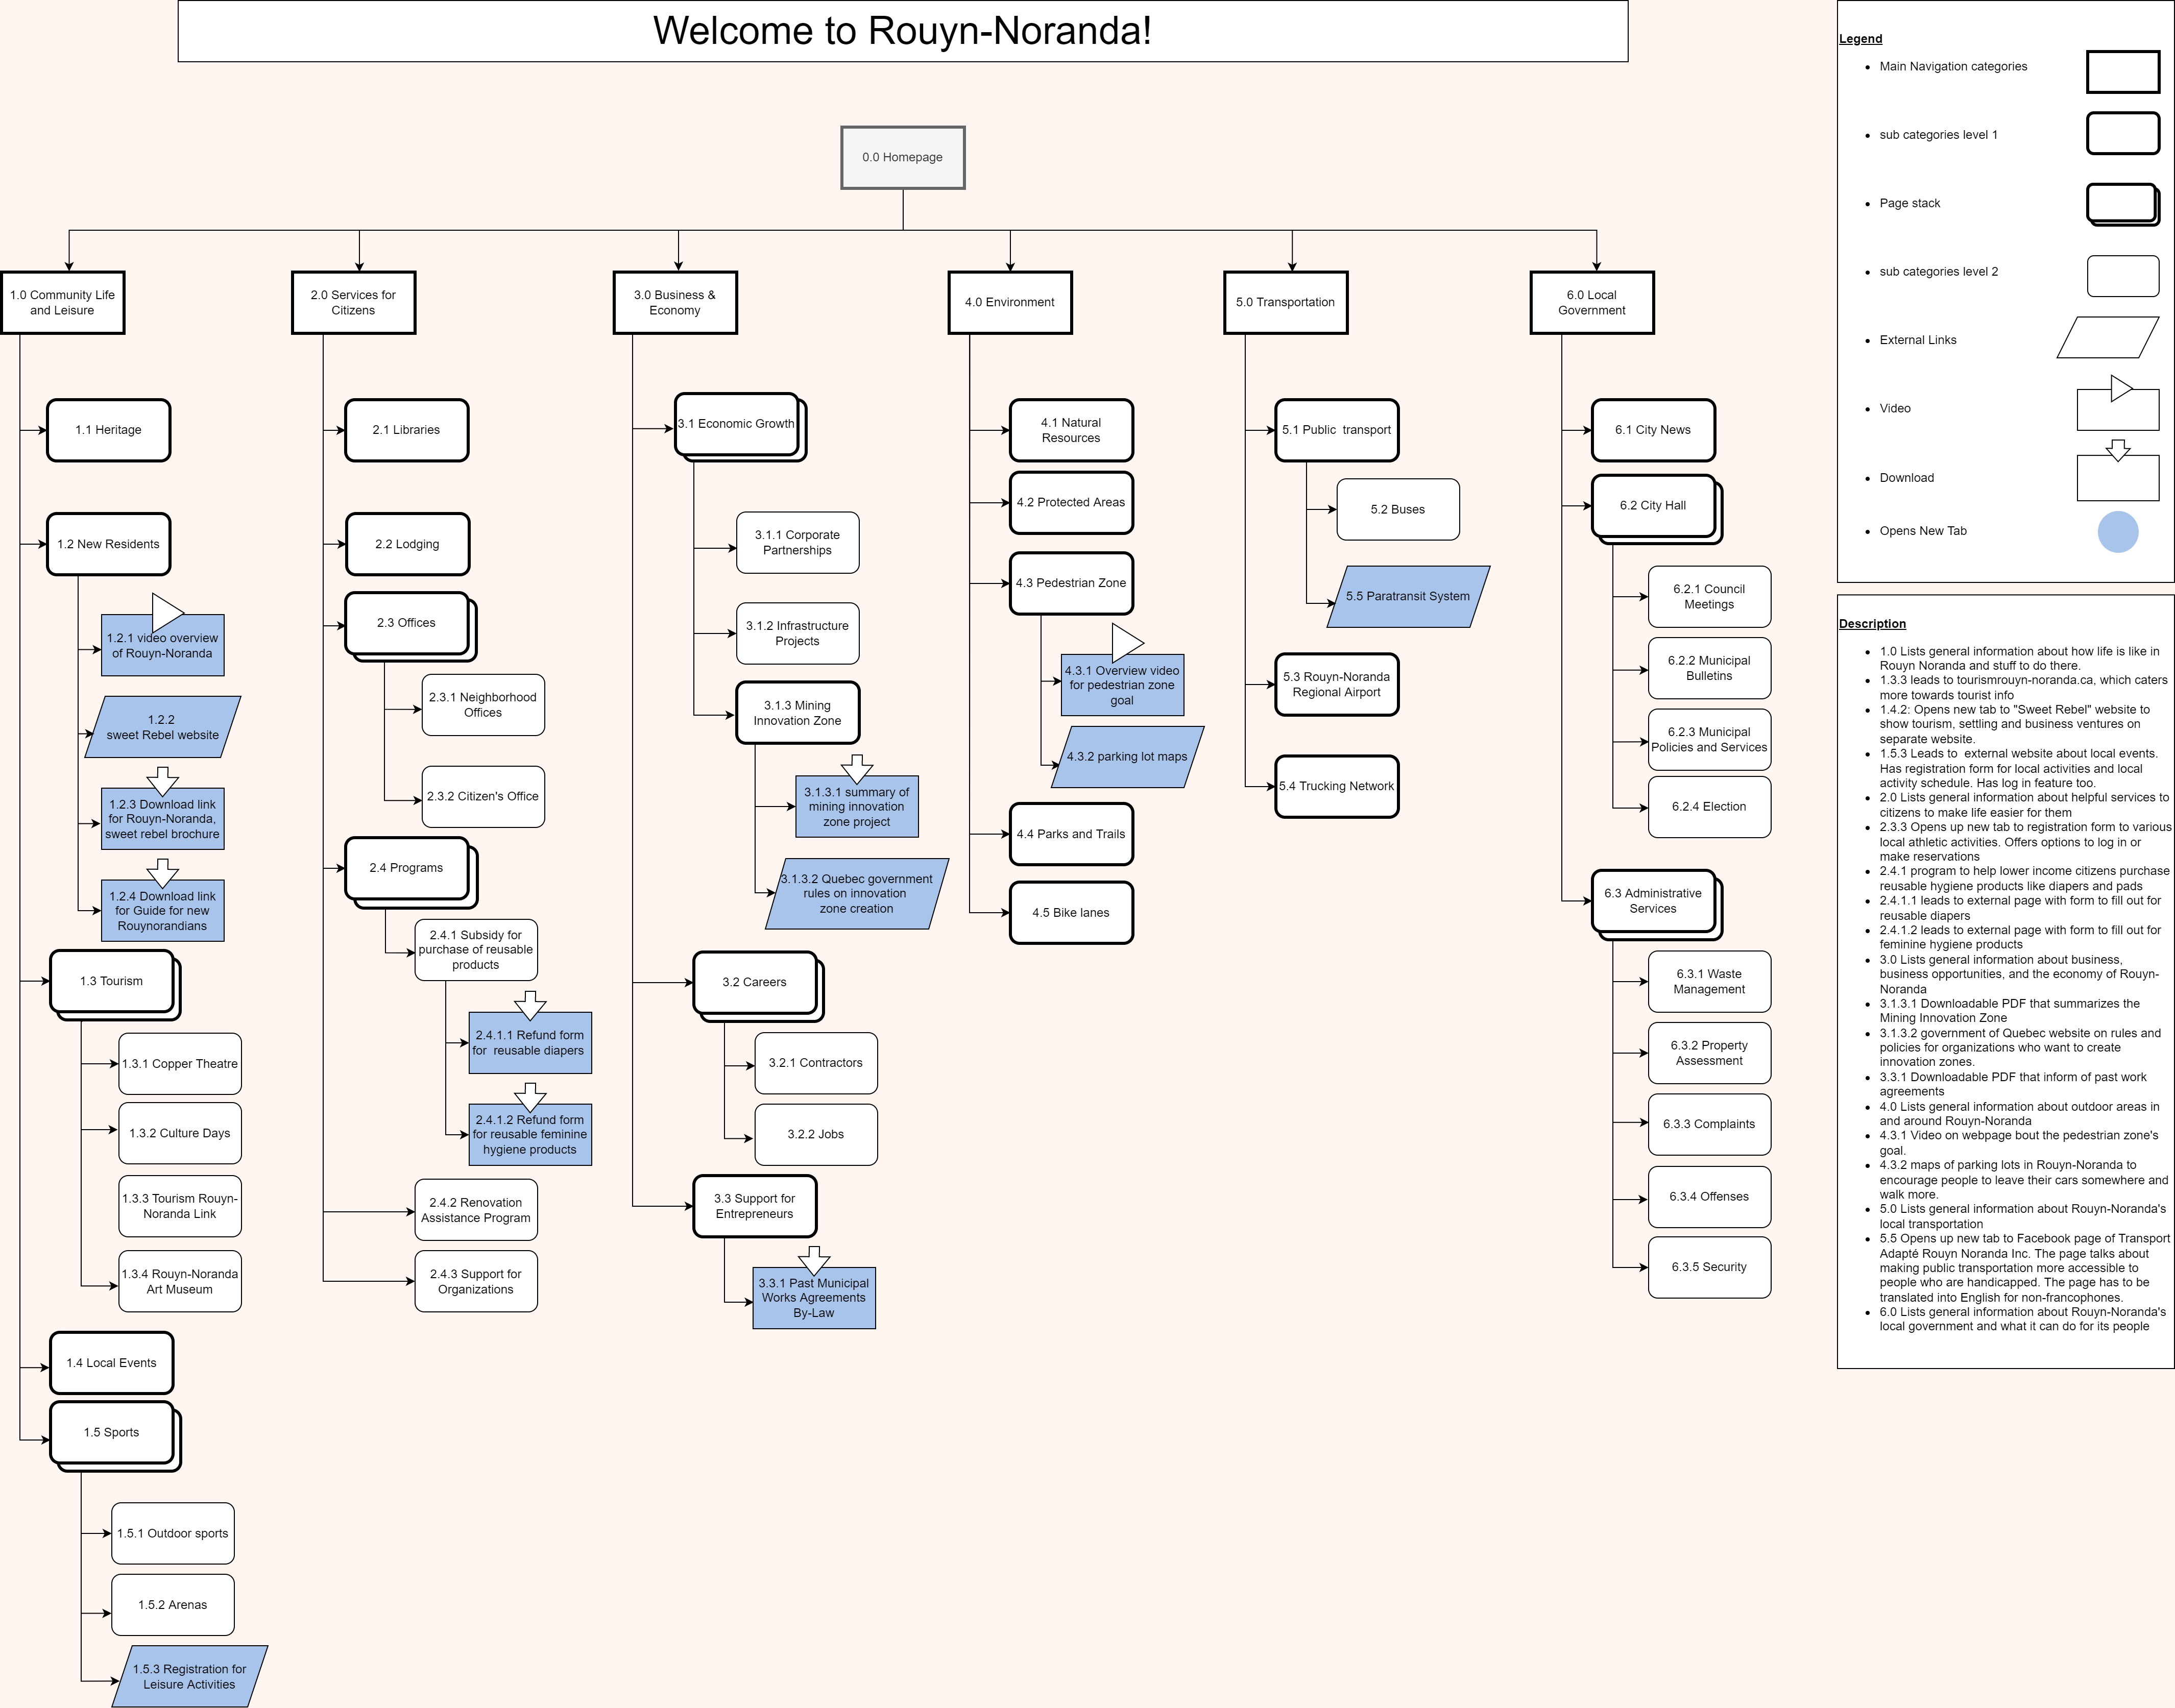 Welcome to Rouyn-Noranda!
0.0 Homepage
1.0 Community Life
and Leisure
1.1 Heritage
1.2 New Residents
1.2.1 video overview
of Rouyn-Noranda
1.2.2
sweet Rebel website
1.2.3 Download link
for Rouyn-Noranda,
sweet rebel brochure
1.2.4 Download link
for Guide for new
Rouynorandians
1.3 Tourism
1.3.1 Copper Theatre
1.3.2 Culture Days
1.3.3 Tourism Rouyn-
Noranda Link
1.3.4 Rouyn-Noranda
Art Museum
1.4 Local Events
1.5 Sports
1.5.1 Outdoor sports
1.5.2 Arenas
1.5.3 Registration for
Leisure Activities
2.0 Services for
Citizens
2.1 Libraries
2.2 Lodging
2.3 Offices
2.3.1 Neighborhood
Offices
2.3.2 Citizen's Office
2.4 Programs
2.4.1 Subsidy for
purchase of reusable
products
2.4.1.1 Refund form
for reusable diapers
2.4.1.2 Refund form
for reusable feminine
hygiene products
2.4.2 Renovation
Assistance Program
2.4.3 Support for
Organizations
3.0 Business &
Economy
3.1 Economic Growth
3.1.1 Corporate
Partnerships
3.1.2 Infrastructure
Projects
3.1.3 Mining
Innovation Zone
3.1.3.1 summary of
mining innovation
zone project
3.1.3.2 Quebec government
rules on innovation
zone creation
3.2 Careers
3.2.1 Contractors
3.2.2 Jobs
3.3 Support for
Entrepreneurs
3.3.1 Past Municipal
Works Agreements
By-Law
4.0 Environment
4.1 Natural
Resources
4.2 Protected Areas
4.3 Pedestrian Zone
4.3.1 Overview video
for pedestrian zone
goal
4.3.2 parking lot maps
4.4 Parks and Trails
4.5 Bike lanes
5.0 Transportation
5.1 Public transport
5.2 Buses
5.5 Paratransit System
5.3 Rouyn-Noranda
Regional Airport
5.4 Trucking Network
6.0 Local
Government
6.1 City News
6.2 City Hall
6.2.1 Council
Meetings
6.2.2 Municipal
Bulletins
6.2.3 Municipal
Policies and Services
6.2.4 Election
6.3 Administrative
Services
6.3.1 Waste
Management
6.3.2 Property
Assessment
6.3.3 Complaints
6.3.4 Offenses
6.3.5 Security
Legend
• Main Navigation categories
• sub categories level 1
• Page stack
• sub categories level 2
• External Links
• Video
• Download
• Opens New Tab
Description
• 1.0 Lists general information about how life is like in
Rouyn Noranda and stuff to do there.
• 1.3.3 leads to tourismrouyn-noranda.ca, which caters
more towards tourist info
• 1.4.2: Opens new tab to "Sweet Rebel" website to
show tourism, settling and business ventures on
separate website.
• 1.5.3 Leads to external website about local events.
Has registration form for local activities and local
activity schedule. Has log in feature too.
• 2.0 Lists general information about helpful services to
citizens to make life easier for them
• 2.3.3 Opens up new tab to registration form to various
local athletic activities. Offers options to log in or
make reservations
• 2.4.1 program to help lower income citizens purchase
reusable hygiene products like diapers and pads
• 2.4.1.1 leads to external page with form to fill out for
reusable diapers
• 2.4.1.2 leads to external page with form to fill out for
feminine hygiene products
• 3.0 Lists general information about business,
business opportunities, and the economy of Rouyn-
Noranda
• 3.1.3.1 Downloadable PDF that summarizes the
Mining Innovation Zone
• 3.1.3.2 government of Quebec website on rules and
policies for organizations who want to create
innovation zones.
• 3.3.1 Downloadable PDF that inform of past work
agreements
• 4.0 Lists general information about outdoor areas in
and around Rouyn-Noranda
• 4.3.1 Video on webpage bout the pedestrian zone's
goal.
• 4.3.2 maps of parking lots in Rouyn-Noranda to
encourage people to leave their cars somewhere and
walk more.
• 5.0 Lists general information about Rouyn-Noranda's
local transportation
• 5.5 Opens up new tab to Facebook page of Transport
Adapté Rouyn Noranda Inc. The page talks about
making public transportation more accessible to
people who are handicapped. The page has to be
translated into English for non-francophones.
• 6.0 Lists general information about Rouyn-Noranda's
local government and what it can do for its people